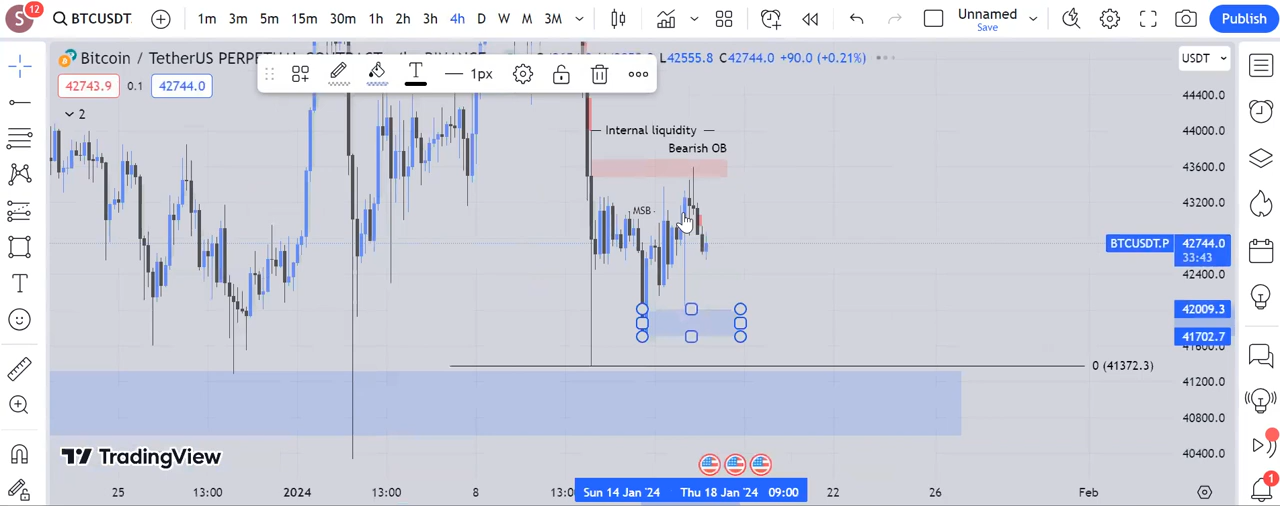 S 12 BTCUSDT. 1m 3m 5m 15m 30m 1h 2h 3h 4h D W M 3M Unnamed Save Publish
Bitcoin / TetherUS PERPE
L42555.8 C42744.0 +90.0 (+0.21%)
USDT
T 1px
42743.9 0.1 42744.0
2
44400.0
44000.0
43600.0
43200.0
BTCUSDT.P 42744.0
33:43
42400.0
42009.3
41702.7
41600.0
41200.0
40800.0
40400.0
Internal liquidity
Bearish OB
MSB
0 (41372.3)
TradingView
25 13:00 2024 13:00 8 13:0 Sun 14 Jan '24 Thu 18 Jan '24 09:00 22 26 Feb
1